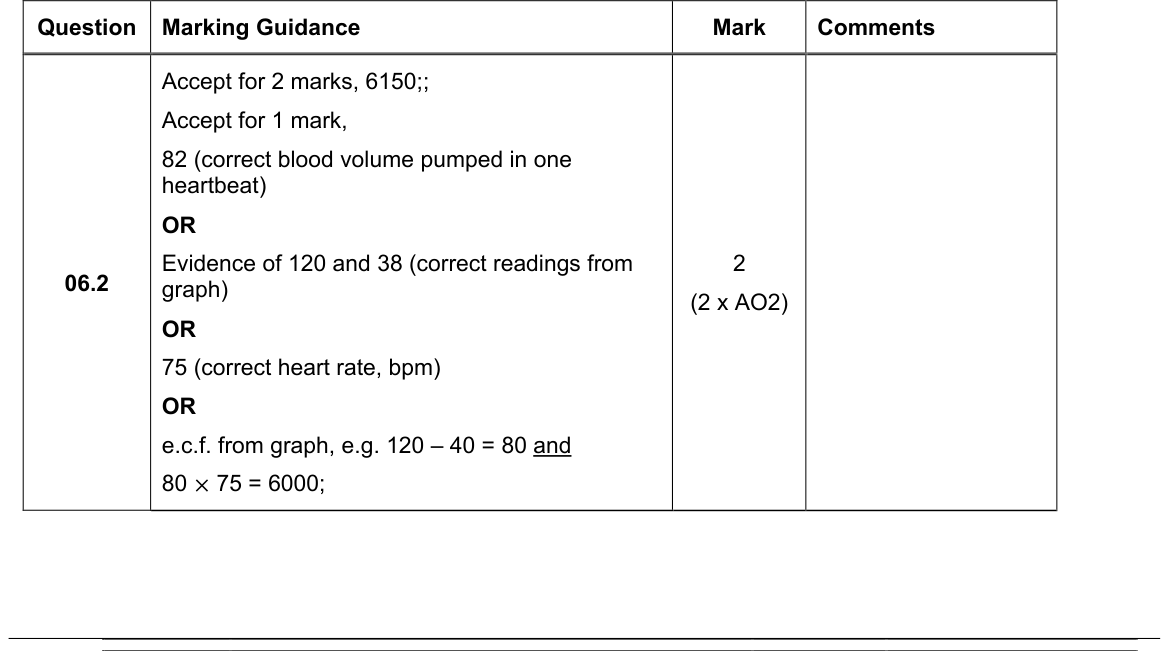 Question Marking Guidance Mark Comments
Accept for 2 marks, 6150;;
Accept for 1 mark,
82 (correct blood volume pumped in one
heartbeat)
OR
Evidence of 120 and 38 (correct readings from
graph)
OR
75 (correct heart rate, bpm)
OR
e.c.f. from graph, e.g. 120 – 40 = 80 and
80 × 75 = 6000;
06.2
2
(2 x AO2)